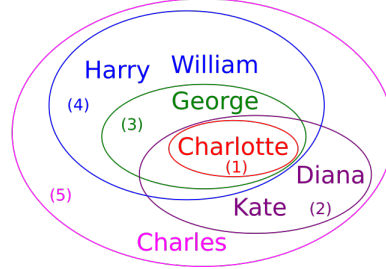 Harry William
(4)
George
(3)
Charlotte
(1)
Diana
(5)
Kate (2)
Charles